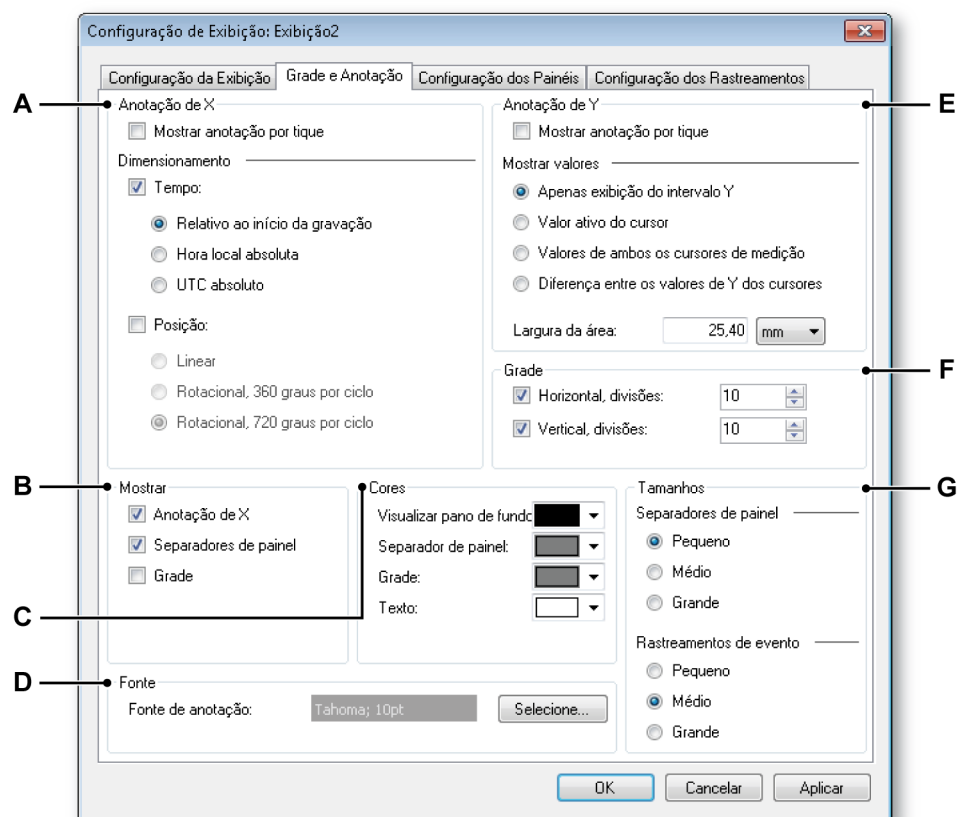 Configuração de Exibição: Exibição2
Configuração da Exibição
Grade e Anotação
Configuração dos Painéis
Configuração dos Rastreamentos
A
Anotação de X
Mostrar anotação por tique
Dimensionamento
Tempo:
Relativo ao início da gravação
Hora local absoluta
UTC absoluto
Posição:
Linear
Rotacional, 360 graus por ciclo
Rotacional, 720 graus por ciclo
E
Anotação de Y
Mostrar anotação por tique
Mostrar valores
Apenas exibição do intervalo Y
Valor ativo do cursor
Valores de ambos os cursores de medição
Diferença entre os valores de Y dos cursores
Largura da área: 25,40 mm
F
Grade
Horizontal, divisões: 10
Vertical, divisões: 10
B
Mostrar
Anotação de X
Separadores de painel
Grade
C
Cores
Visualizar pano de fundo
Separador de painel:
Grade:
Texto:
G
Tamanhos
Separadores de painel
Pequeno
Médio
Grande
Rastreamentos de evento
Pequeno
Médio
Grande
D
Fonte
Fonte de anotação: Tahoma; 10pt Selecione...
OK Cancelar Aplicar